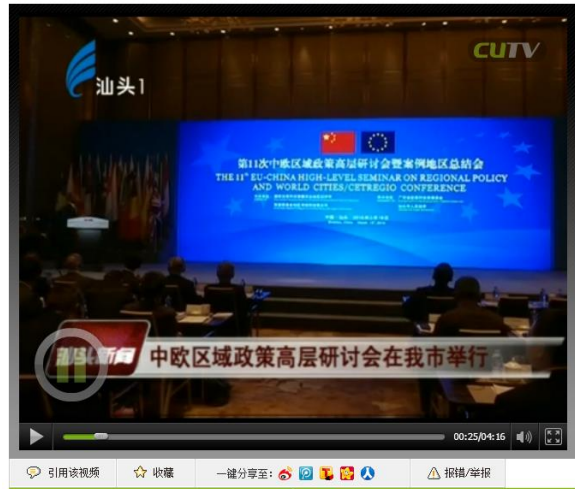 汕头1
CUTV
第11次中欧区域政策高层研讨会暨案例地区总结会
THE 11th EU-CHINA HIGH-LEVEL SEMINAR ON REGIONAL POLICY
AND WORLD CITIES/CETREGIO CONFERENCE
汕头新闻
中欧区域政策高层研讨会在我市举行
00:25/04:16
引用该视频 收藏 一键分享至: 报错/举报